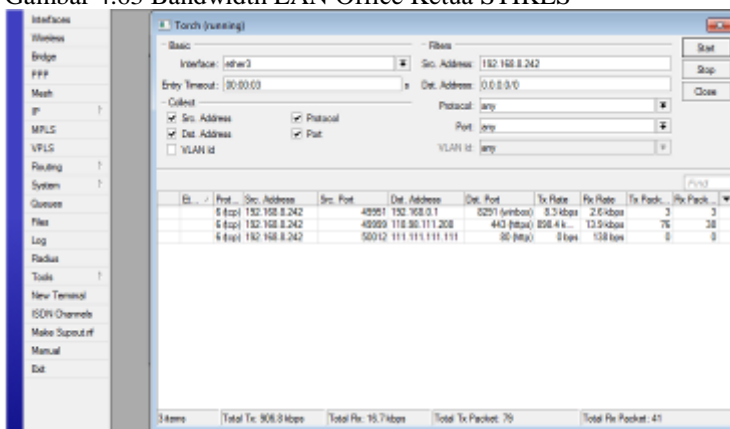 Gambar 4.63 Bandwidth LAN Office Ketua STIKES
Interfaces
Wireless
Bridge
PPP
Mesh
IP
MPLS
VPLS
Routing
System
Queues
Files
Log
Radius
Tools
New Terminal
ISDN Channels
Make Supout.rif
Manual
Exit
Torch (running)
Basic
Interface: ether3
Entry Timeout: 00:00:03 s
Collect
Src. Address
Protocol
Dst. Address
Port
VLAN Id
Filters
Src. Address: 192.168.8.242
Dst. Address: 0.0.0.0/0
Protocol: any
Port: any
VLAN Id: any
Start
Stop
Close
Find
Et... Prot... Src. Address Src. Port Dst. Address Dst. Port Tx Rate Rx Rate Tx Pack... Rx Pack...
6 (tcp) 192.168.8.242 49951 192.168.0.1 8291 (winbox) 8.3 kbps 2.6 kbps 3 3
6 (tcp) 192.168.8.242 49999 118.98.111.208 443 (https) 898.4 k... 13.9 kbps 76 38
6 (tcp) 192.168.8.242 50012 111.111.111.111 80 (http) 0 bps 138 bps 0 0
3 items
Total Tx: 906.8 kbps
Total Rx: 16.7 kbps
Total Tx Packet: 79
Total Rx Packet: 41